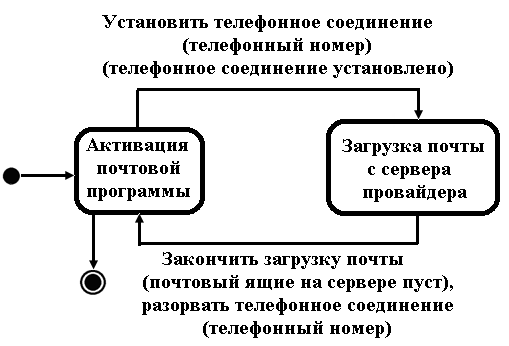 Установить телефонное соединение
(телефонный номер)
(телефонное соединение установлено)
Активация
почтовой
программы
Загрузка почты
с сервера
провайдера
Закончить загрузку почты
(почтовый ящие на сервере пуст),
разорвать телефонное соединение
(телефонный номер)